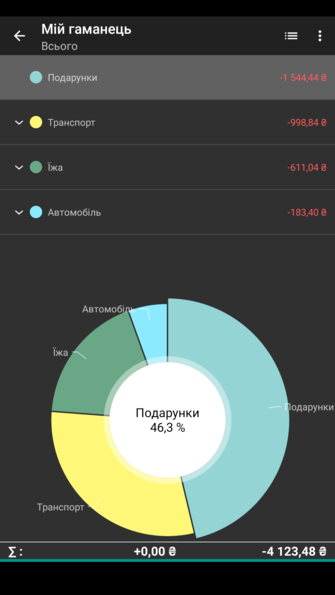 Мій гаманець
Всього
Подарунки -1 544,44 ₴
Транспорт -998,84 ₴
Їжа -611,04 ₴
Автомобіль -183,40 ₴
Автомобіль
Їжа
Подарунки
46,3 %
Подарунки
Транспорт
∑ : +0,00 ₴ -4 123,48 ₴